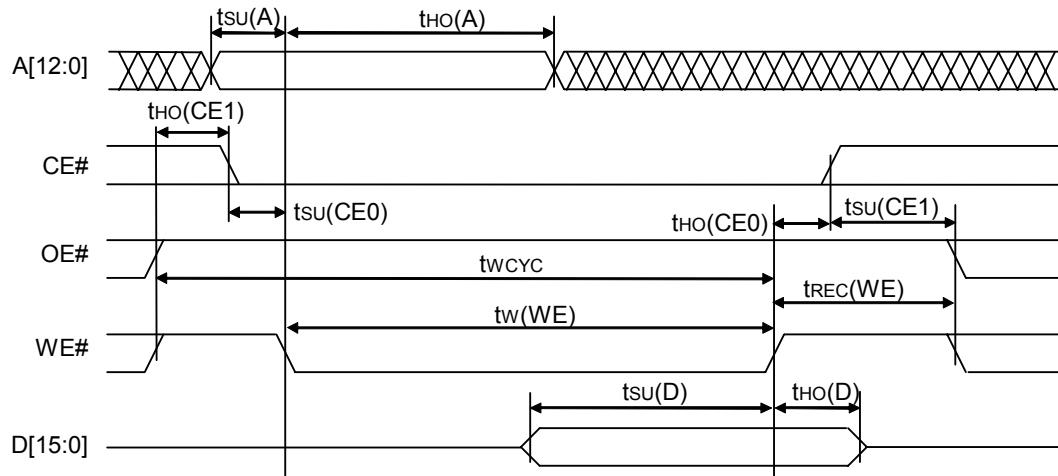 tSU(A)
tHO(A)
A[12:0]
tHO(CE1)
CE#
tSU(CE0)
tHO(CE0)
tSU(CE1)
OE#
tWCYC
tREC(WE)
tW(WE)
WE#
tSU(D)
tHO(D)
D[15:0]